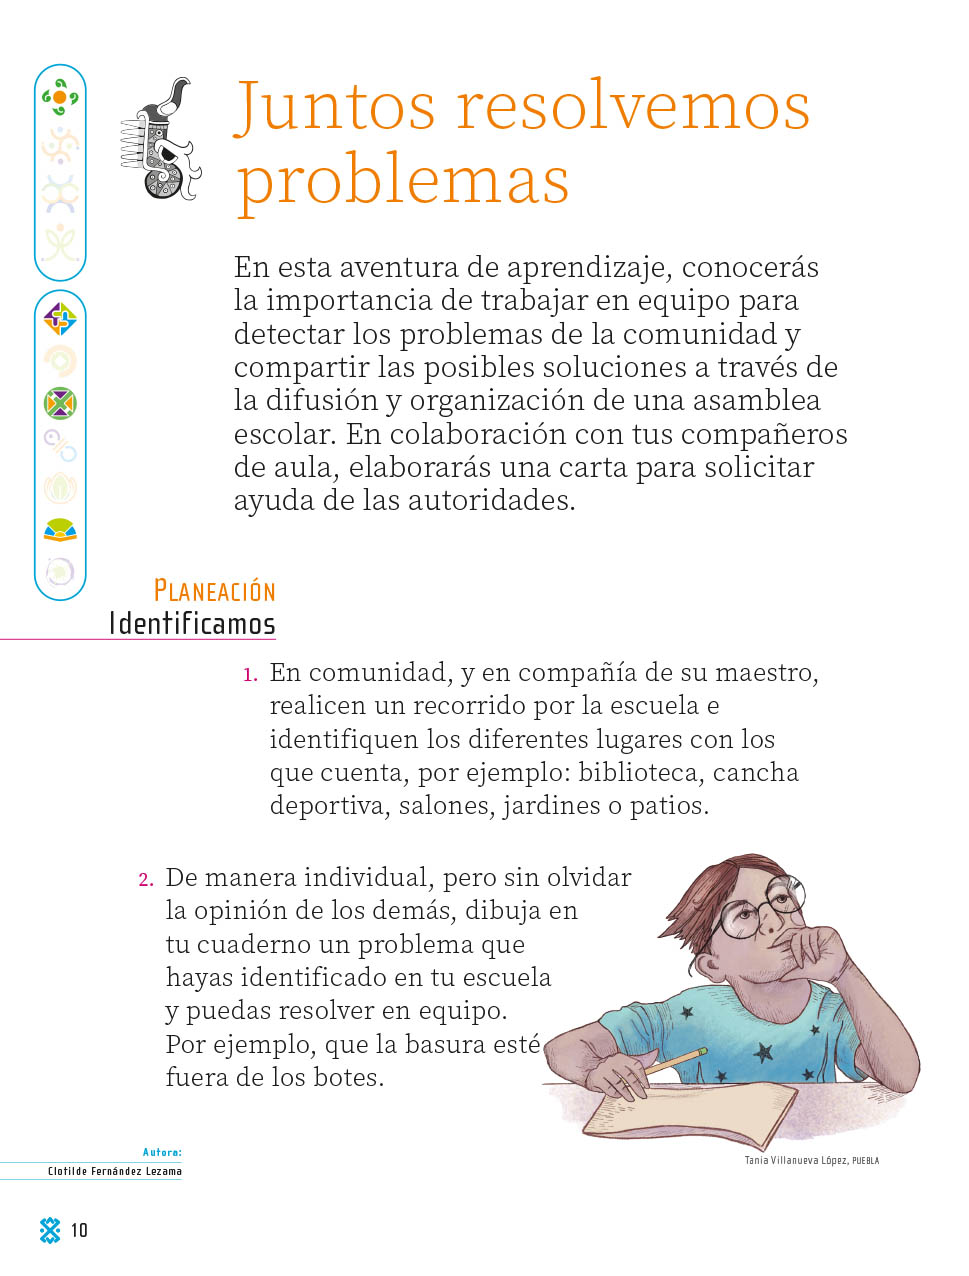 Juntos resolvemos
problemas
En esta aventura de aprendizaje, conocerás
la importancia de trabajar en equipo para
detectar los problemas de la comunidad y
compartir las posibles soluciones a través de
la difusión y organización de una asamblea
escolar. En colaboración con tus compañeros
de aula, elaborarás una carta para solicitar
ayuda de las autoridades.
PLANEACIÓN
Identificamos
1. En comunidad, y en compañía de su maestro,
realicen un recorrido por la escuela e
identifiquen los diferentes lugares con los
que cuenta, por ejemplo: biblioteca, cancha
deportiva, salones, jardines o patios.
2. De manera individual, pero sin olvidar
la opinión de los demás, dibuja en
tu cuaderno un problema que
hayas identificado en tu escuela
y puedas resolver en equipo.
Por ejemplo, que la basura esté
fuera de los botes.
Autora:
Clotilde Fernández Lezama
Tania Villanueva López, PUEBLA
10